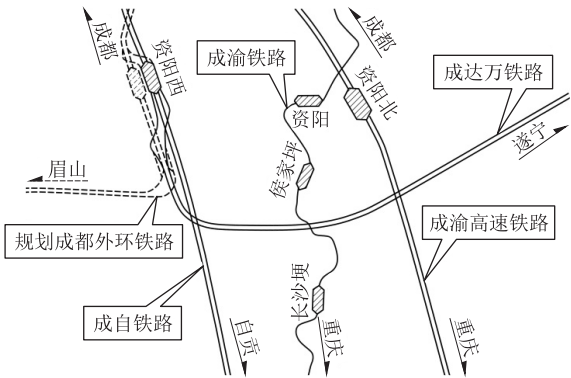 成都
资阳西
成渝铁路
成都
资阳北
成达万铁路
资阳
遂宁
侯家坪
眉山
规划成都外环铁路
成渝高速铁路
长沙埂
成自铁路
自贡
重庆
重庆